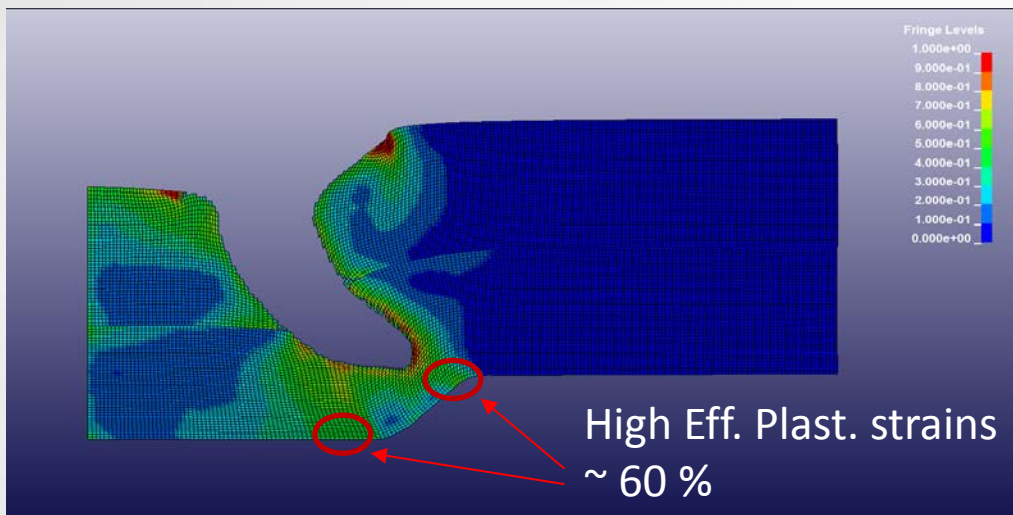 Fringe Levels
1.000e+00
9.000e-01
8.000e-01
7.000e-01
6.000e-01
5.000e-01
4.000e-01
3.000e-01
2.000e-01
1.000e-01
0.000e+00
High Eff. Plast. strains
~ 60 %